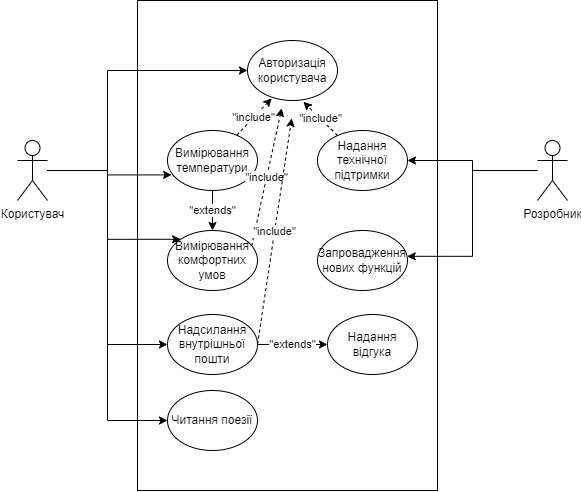 Авторизація
користувача
"include"
"include"
Вимірювання
температури
Надання
технічної
підтримки
"include"
Користувач
"extends"
Розробник
"include"
Вимірювання
комфортних
умов
Запровадження
нових функцій
Надсилання
внутрішньої
пошти
"extends"
Надання
відгука
Читання поезії